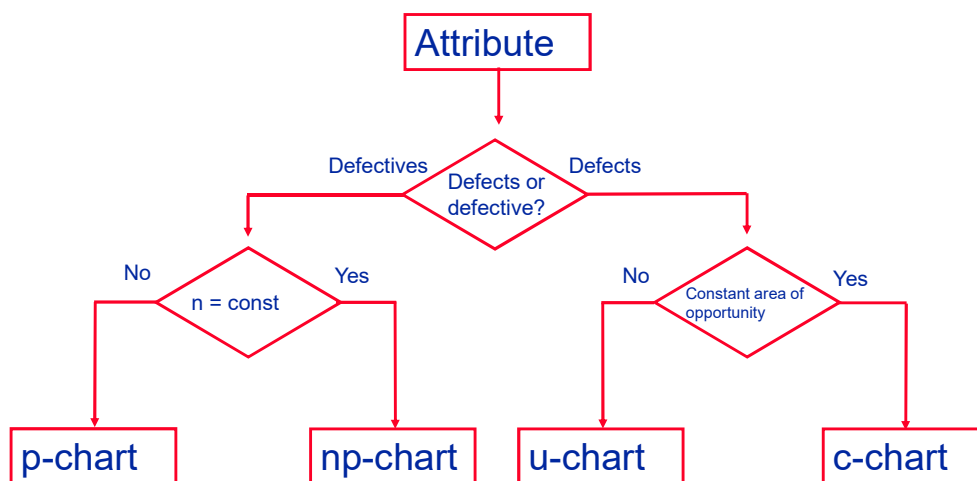 Attribute
Defectives
Defects
Defects or
defective?
No
Yes
No
Yes
n = const
Constant area of
opportunity
p-chart
np-chart
u-chart
c-chart